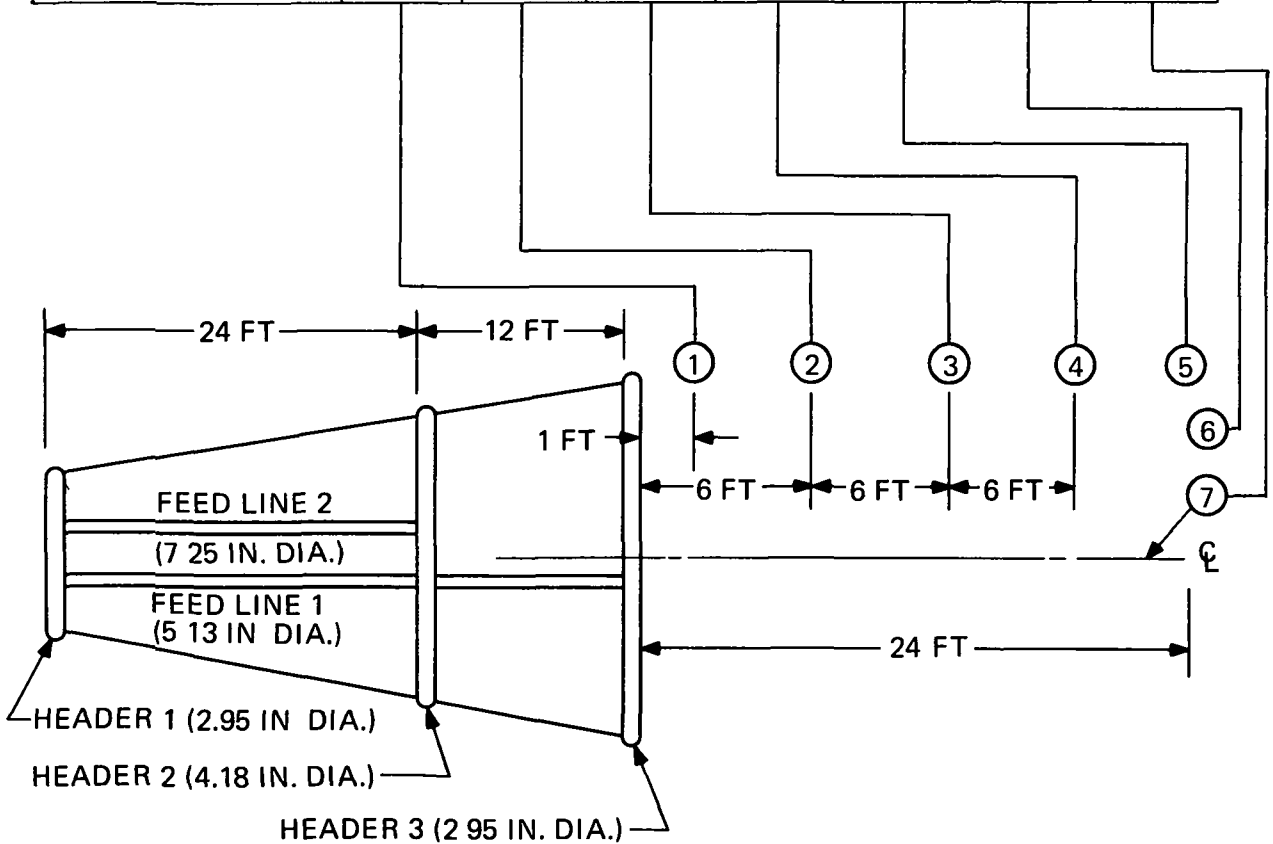 24 FT
12 FT
1
2
3
4
5
1 FT
6
6 FT
6 FT
6 FT
7
FEED LINE 2
(7 25 IN. DIA.)
℄
FEED LINE 1
(5 13 IN DIA.)
24 FT
HEADER 1 (2.95 IN DIA.)
HEADER 2 (4.18 IN. DIA.)
HEADER 3 (2 95 IN. DIA.)